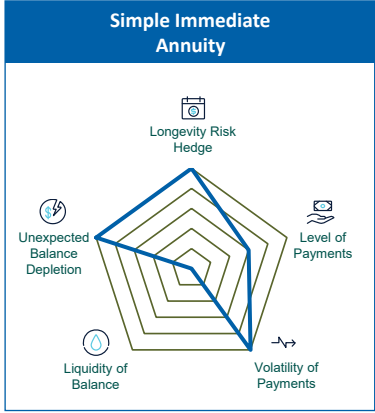 Simple Immediate
Annuity
Longevity Risk
Hedge
Unexpected
Balance
Depletion
Level of
Payments
Liquidity of
Balance
Volatility of
Payments